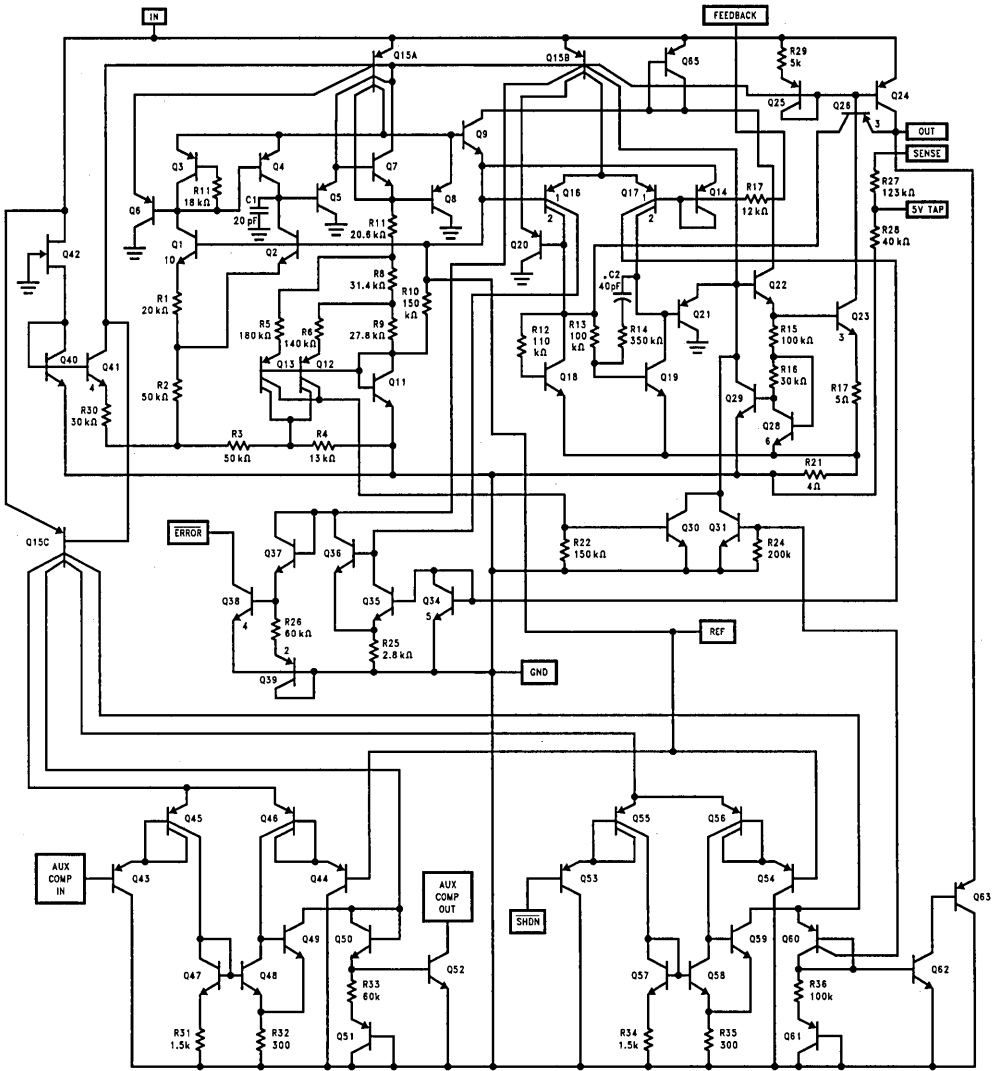 IN
FEEDBACK
Q15A
Q15B
Q65
R29
5k
Q25
Q24
Q26
3
OUT
SENSE
Q3
R11
18 kΩ
Q4
Q9
Q7
Q5
Q8
C1
20 pF
Q6
Q16
1
2
Q17
1
2
Q14
R17
12 kΩ
R27
123 kΩ
5V TAP
R28
40 kΩ
R11
20.6 kΩ
Q1
10
Q2
Q20
Q42
R8
31.4 kΩ
R10
150
kΩ
C2
40pF
Q22
Q21
Q23
3
R1
20 kΩ
R5
180 kΩ
R6
140 kΩ
R9
27.8 kΩ
R12
110
kΩ
R13
100
kΩ
R14
350 kΩ
R15
100 kΩ
Q40
Q41
4
Q13
Q12
Q11
Q18
Q19
R16
30 kΩ
Q29
Q28
6
R17
5Ω
R30
30 kΩ
R2
50 kΩ
R3
50 kΩ
R4
13 kΩ
R21
4Ω
ERROR
Q15C
Q37
Q36
Q30
Q31
R22
150 kΩ
R24
200k
Q38
4
Q35
Q34
5
R26
60 kΩ
2
Q39
R25
2.8 kΩ
REF
GND
Q45
Q46
Q55
Q56
AUX
COMP
IN
Q43
Q44
AUX
COMP
OUT
Q53
SHDN
Q54
Q63
Q49
Q50
Q59
Q60
Q47
Q48
Q52
Q57
Q58
Q62
R33
60k
R36
100k
R31
1.5k
R32
300
Q51
R34
1.5k
R35
300
Q61